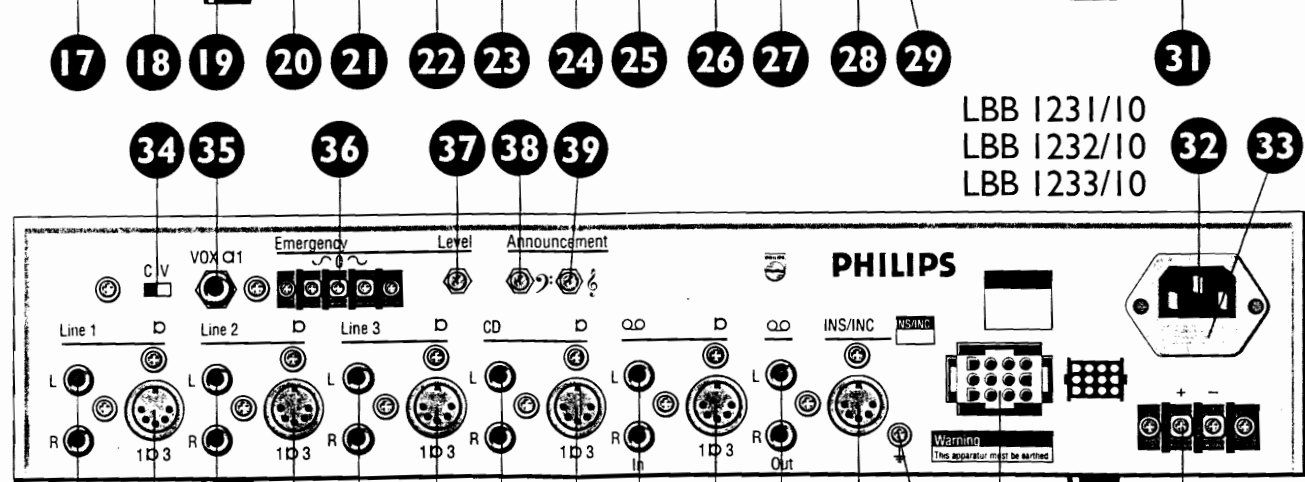 17 18 19 20 21 22 23 24 25 26 27 28 29 31
LBB 1231/10
LBB 1232/10
LBB 1233/10
34 35 36 37 38 39 32 33
Emergency Level Announcement
C V VOX 1
PHILIPS
Line 1 Line 2 Line 3 CD INS/INC INS/INC
L L L L L L
+ −
R R R R R R
Warning
This apparatur must be earthed
1 3 1 3 1 3 1 3 In 1 3 Out